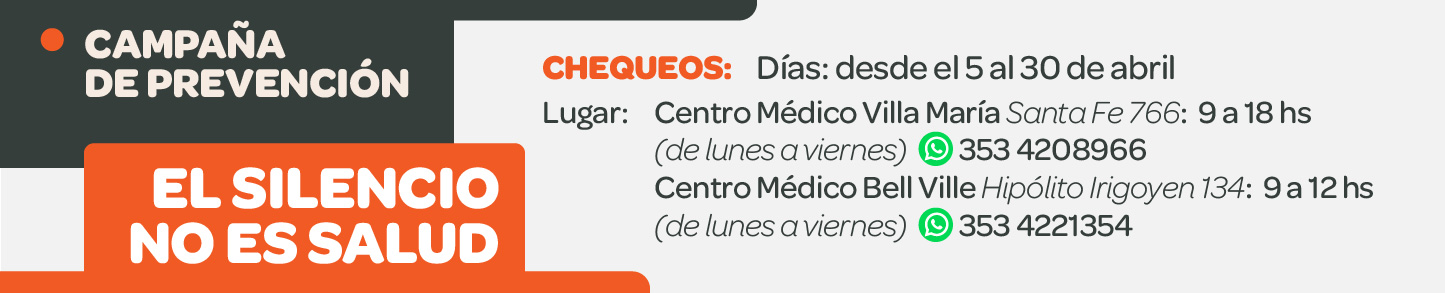 CAMPAÑA
DE PREVENCIÓN
EL SILENCIO
NO ES SALUD
CHEQUEOS: Días: desde el 5 al 30 de abril
Lugar: Centro Médico Villa María Santa Fe 766: 9 a 18 hs
(de lunes a viernes) 353 4208966
Centro Médico Bell Ville Hipólito Irigoyen 134: 9 a 12 hs
(de lunes a viernes) 353 4221354